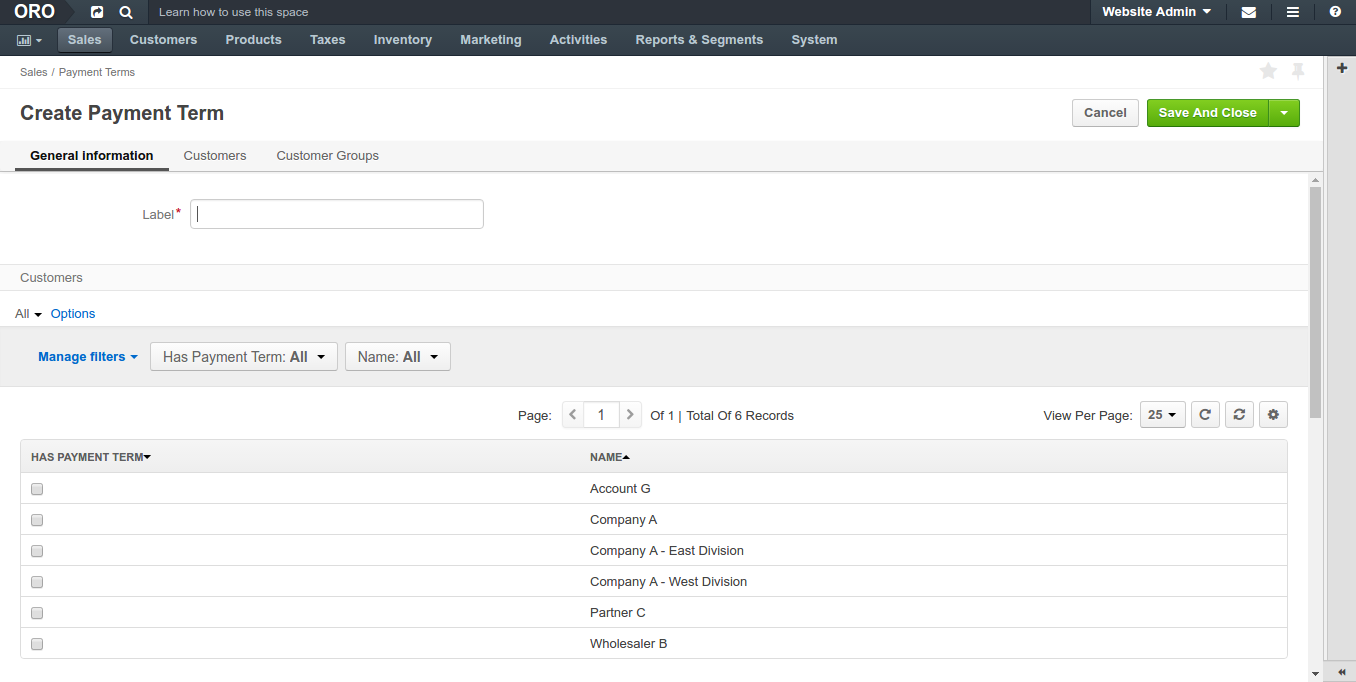 ORO Learn how to use this space Website Admin
Sales Customers Products Taxes Inventory Marketing Activities Reports & Segments System
Sales / Payment Terms
Create Payment Term Cancel Save And Close
General information Customers Customer Groups
Label*
Customers
All Options
Manage filters Has Payment Term: All Name: All
Page: 1 Of 1 | Total Of 6 Records View Per Page: 25
HAS PAYMENT TERM NAME
Account G
Company A
Company A - East Division
Company A - West Division
Partner C
Wholesaler B